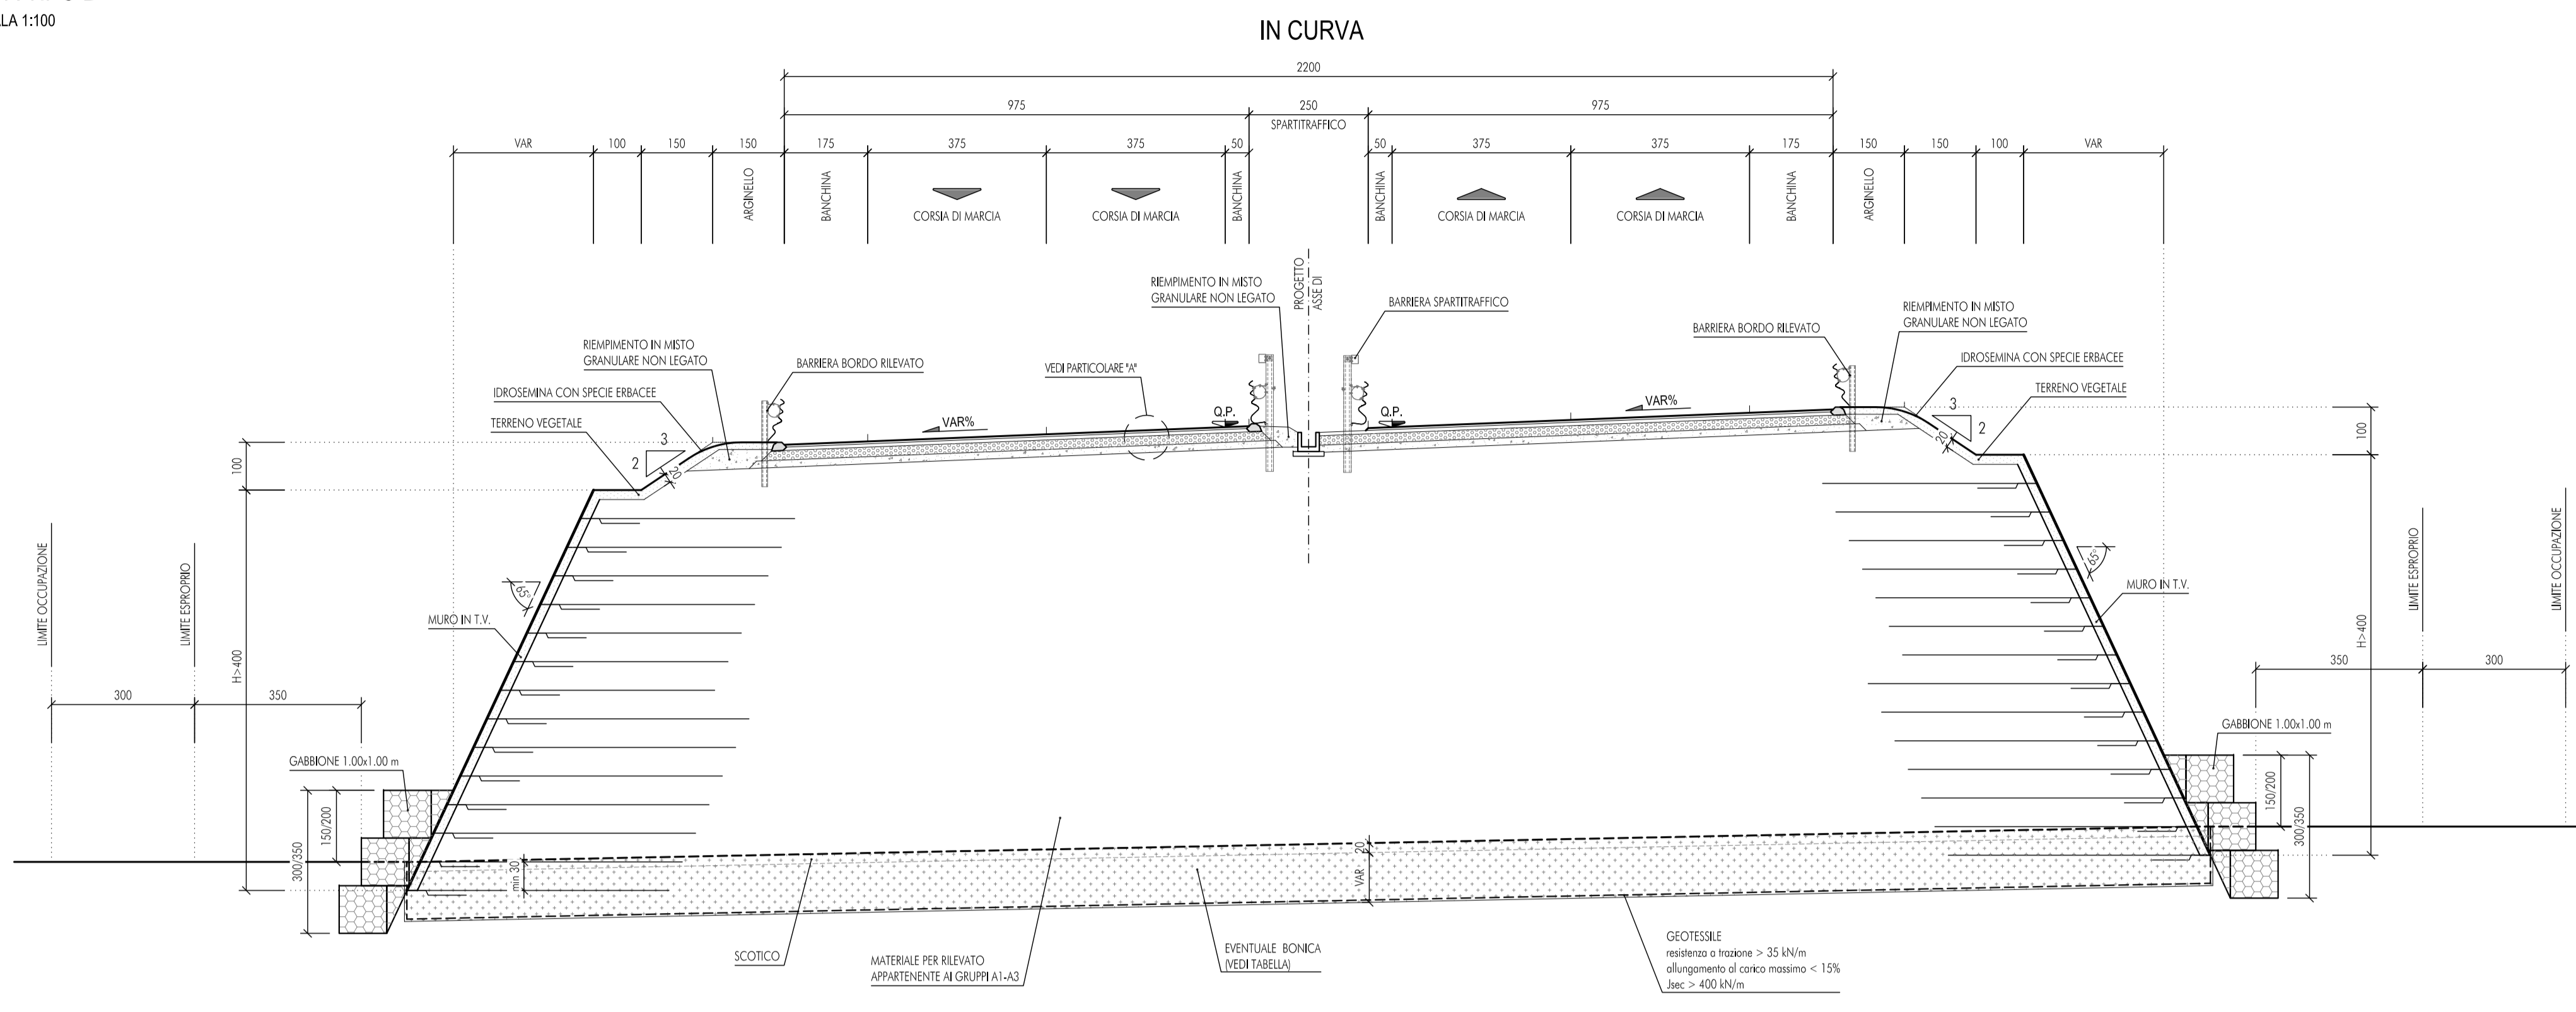 LA 1:100
IN CURVA
2200
975
250
975
SPARTITRAFFICO
VAR
100
150
150
175
375
375
50
50
375
375
175
150
150
100
VAR
ARGINELLO
BANCHINA
CORSIA DI MARCIA
CORSIA DI MARCIA
BANCHINA
BANCHINA
CORSIA DI MARCIA
CORSIA DI MARCIA
BANCHINA
ARGINELLO
PROGETTO
ASSE DI
RIEMPIMENTO IN MISTO
GRANULARE NON LEGATO
BARRIERA SPARTITRAFFICO
RIEMPIMENTO IN MISTO
GRANULARE NON LEGATO
BARRIERA BORDO RILEVATO
RIEMPIMENTO IN MISTO
GRANULARE NON LEGATO
BARRIERA BORDO RILEVATO
VEDI PARTICOLARE "A"
IDROSEMINA CON SPECIE ERBACEE
TERRENO VEGETALE
IDROSEMINA CON SPECIE ERBACEE
TERRENO VEGETALE
VAR%
Q.P.
Q.P.
VAR%
3
2
20
3
2
20
100
100
LIMITE OCCUPAZIONE
LIMITE ESPROPRIO
65°
MURO IN T.V.
H>400
65°
MURO IN T.V.
H>400
LIMITE ESPROPRIO
LIMITE OCCUPAZIONE
300
350
350
300
GABBIONE 1.00x1.00 m
GABBIONE 1.00x1.00 m
150/200
300/350
150/200
300/350
min 30
VAR
20
SCOTICO
MATERIALE PER RILEVATO
APPARTENENTE AI GRUPPI A1-A3
EVENTUALE BONICA
(VEDI TABELLA)
GEOTESSILE
resistenza a trazione > 35 kN/m
allungamento al carico massimo < 15%
Jsec > 400 kN/m